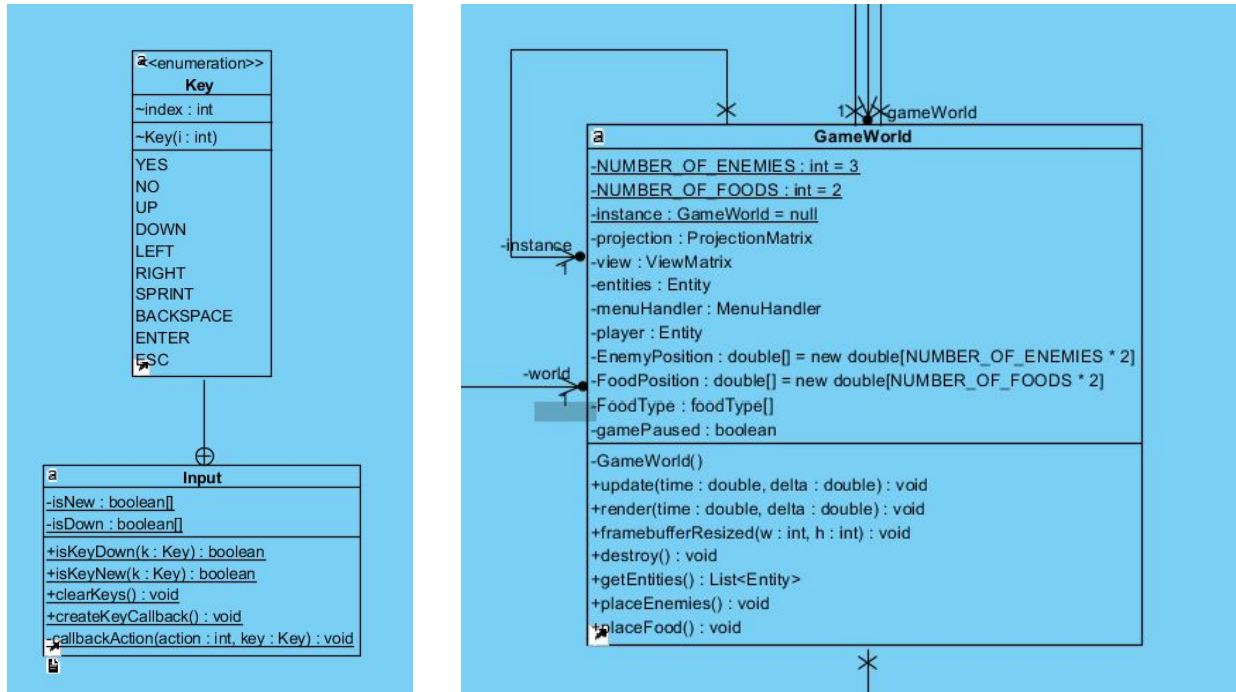 <<enumeration>>
Key
~index : int
~Key(i : int)
YES
NO
UP
DOWN
LEFT
RIGHT
SPRINT
BACKSPACE
ENTER
ESC
Input
-isNew : boolean[]
-isDown : boolean[]
+isKeyDown(k : Key) : boolean
+isKeyNew(k : Key) : boolean
+clearKeys() : void
+createKeyCallback() : void
-callbackAction(action : int, key : Key) : void
1
-gameWorld
GameWorld
-NUMBER_OF_ENEMIES : int = 3
-NUMBER_OF_FOODS : int = 2
-instance : GameWorld = null
-projection : ProjectionMatrix
-view : ViewMatrix
-entities : Entity
-menuHandler : MenuHandler
-player : Entity
-EnemyPosition : double[] = new double[NUMBER_OF_ENEMIES * 2]
-FoodPosition : double[] = new double[NUMBER_OF_FOODS * 2]
-FoodType : foodType[]
-gamePaused : boolean
-GameWorld()
+update(time : double, delta : double) : void
+render(time : double, delta : double) : void
+framebufferResized(w : int, h : int) : void
+destroy() : void
+getEntities() : List<Entity>
+placeEnemies() : void
+placeFood() : void
-instance
1
-world
1